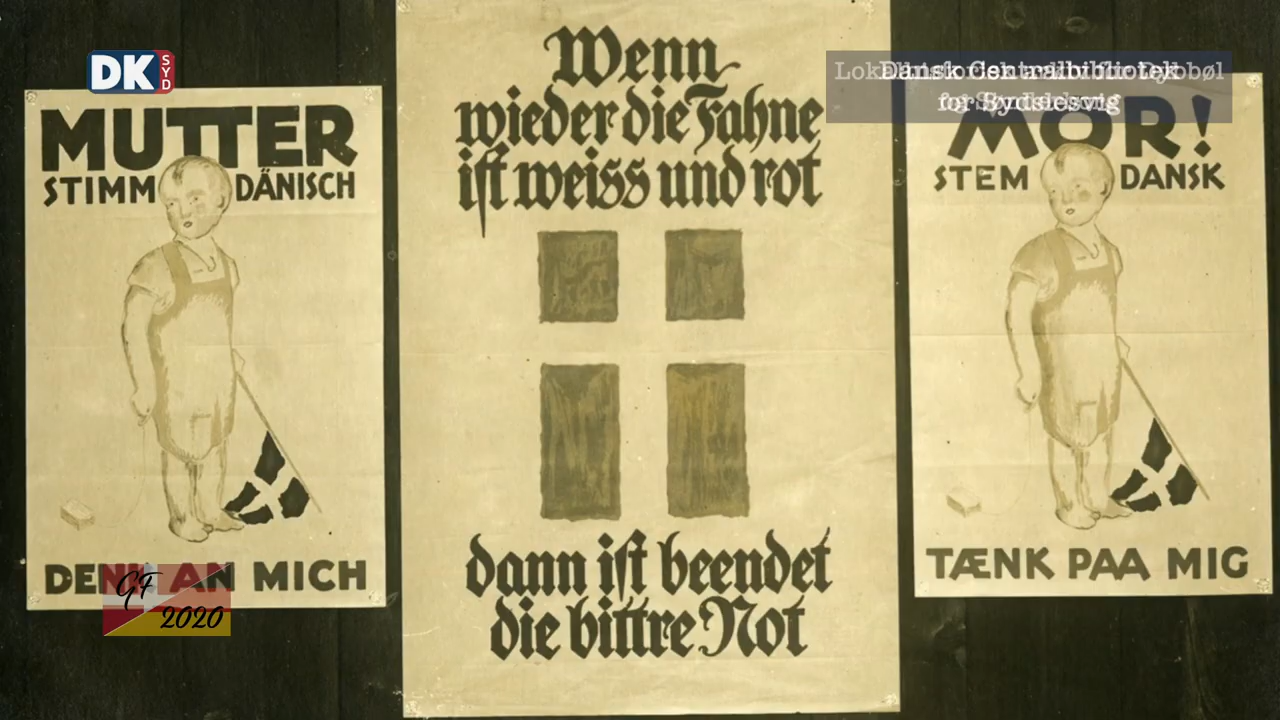 DK
SYD
MUTTER
STIMM DÄNISCH
DENK AN MICH
GF
2020
Wenn
wieder die Fahne
ist weiss und rot
dann ist beendet
die bittre Not
Dansk Centralbibliotek
for Sydslesvig
MOR!
STEM DANSK
TÆNK PAA MIG